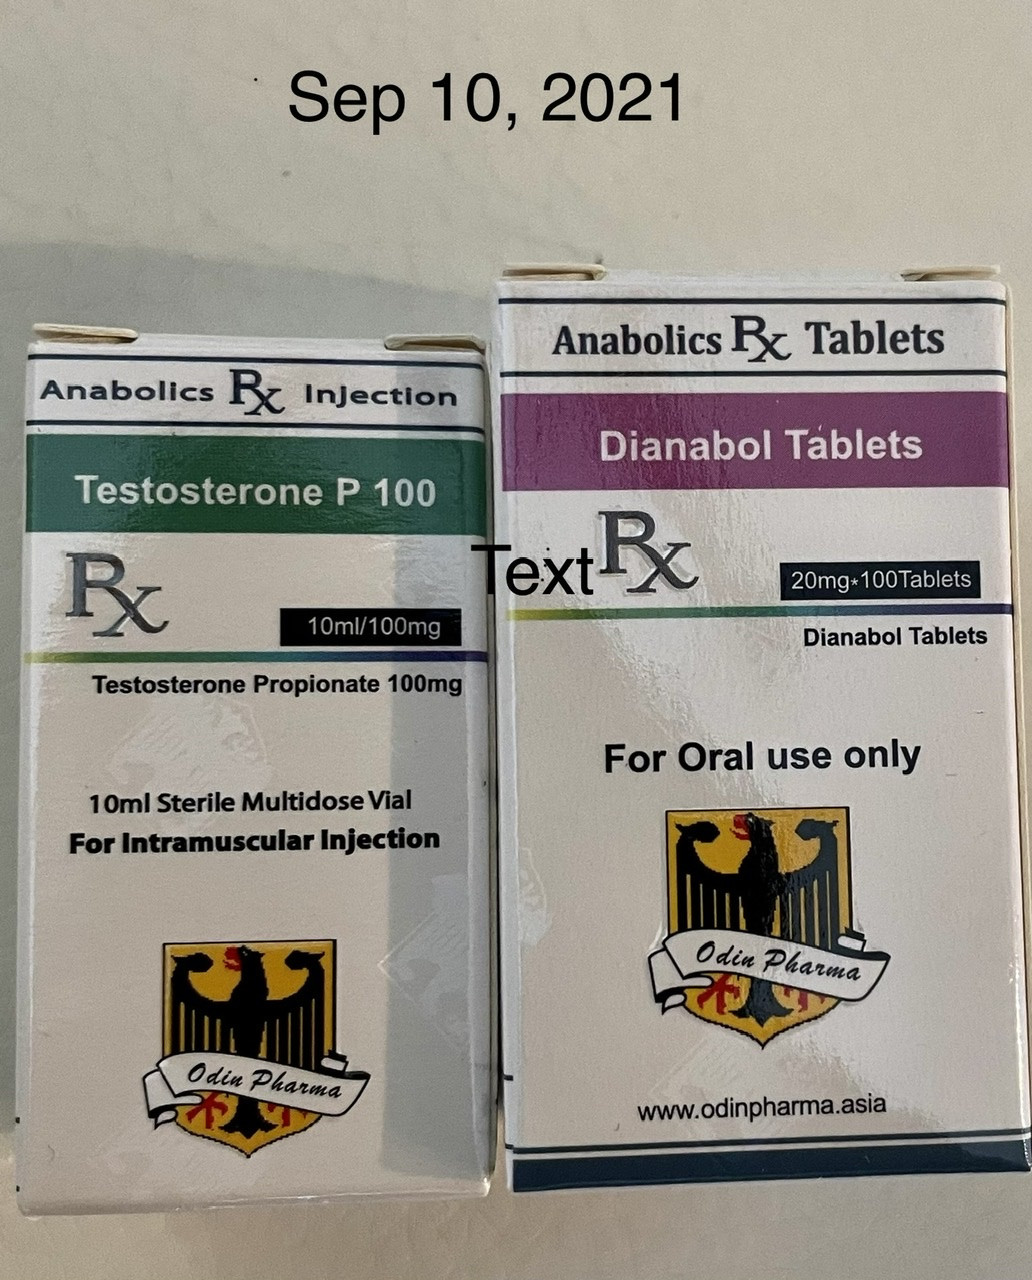 Sep 10, 2021
Anabolics Rx Injection
Testosterone P 100
Rx
10ml/100mg
Testosterone Propionate 100mg
10ml Sterile Multidose Vial
For Intramuscular Injection
Odin Pharma
Anabolics Rx Tablets
Dianabol Tablets
Text
Rx
20mg*100Tablets
Dianabol Tablets
For Oral use only
Odin Pharma
www.odinpharma.asia